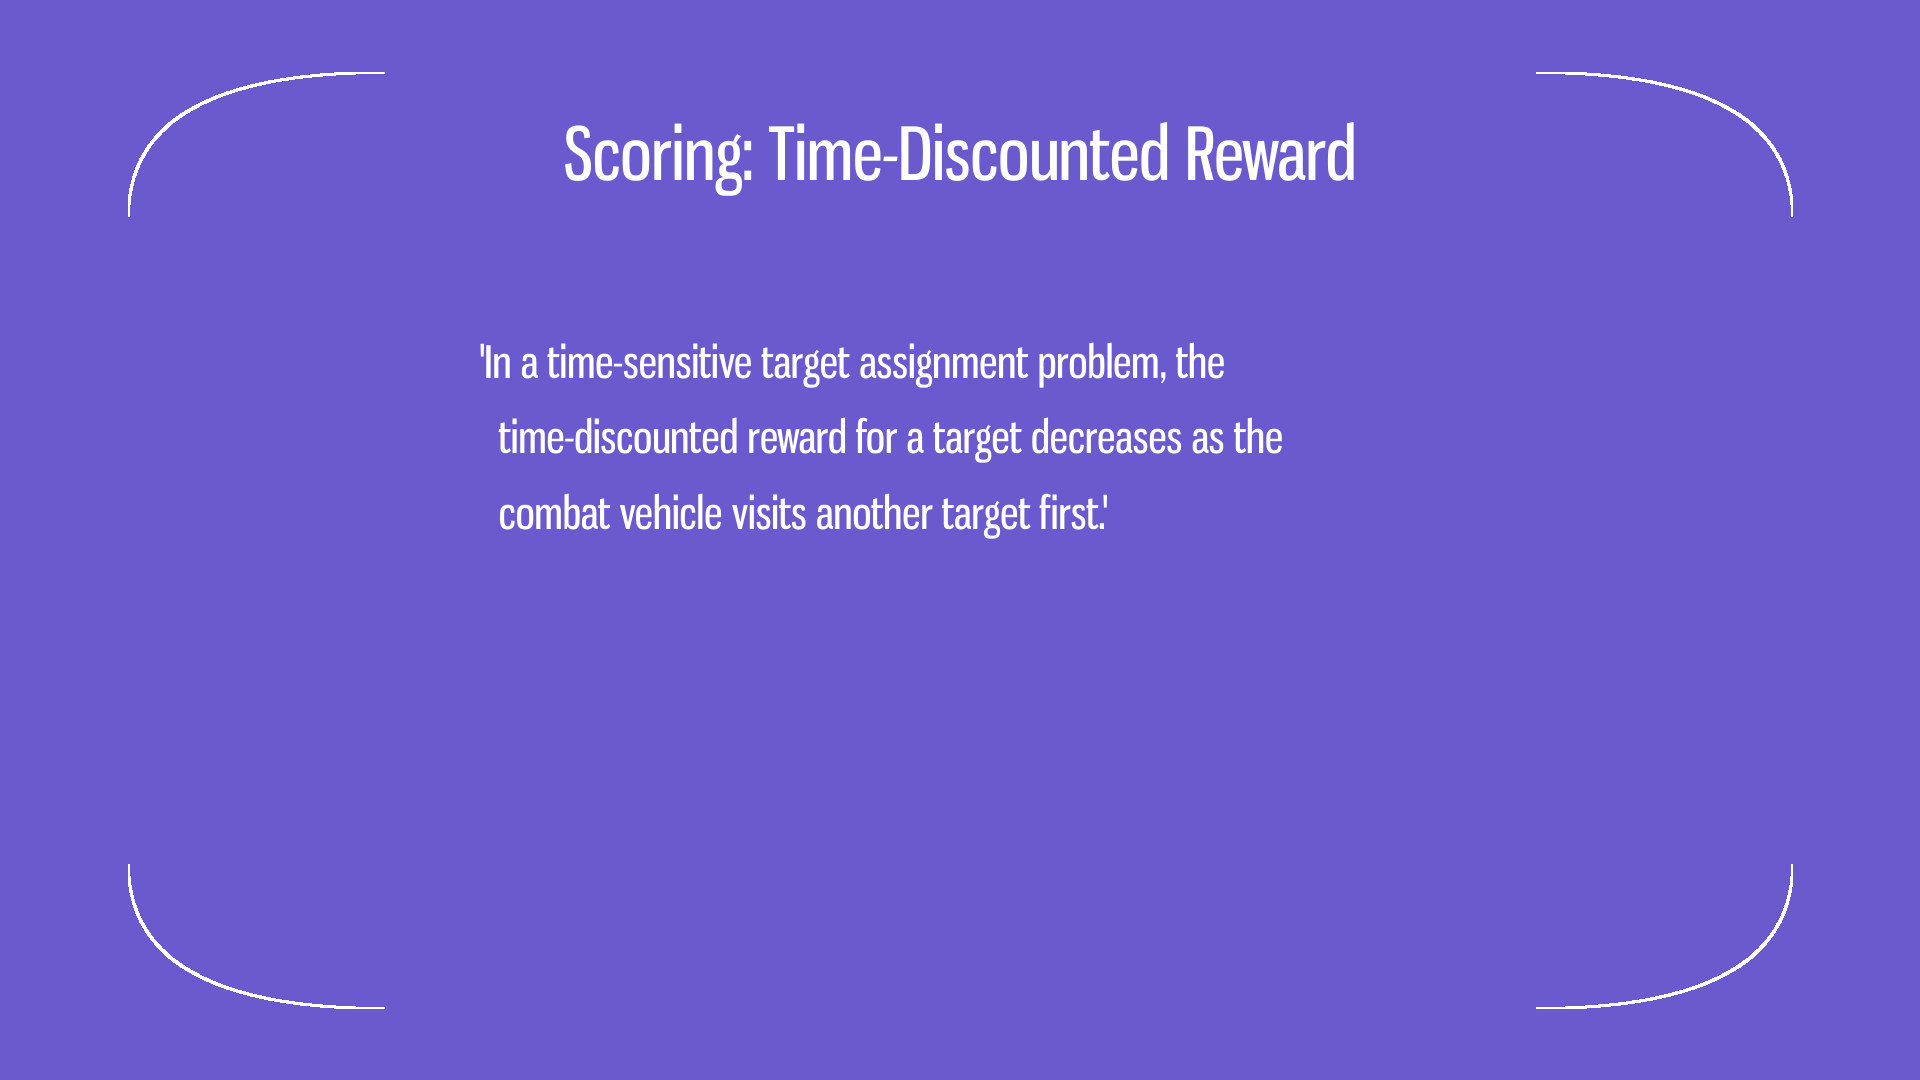 Scoring: Time-Discounted Reward
'In a time-sensitive target assignment problem, the
time-discounted reward for a target decreases as the
combat vehicle visits another target first.'